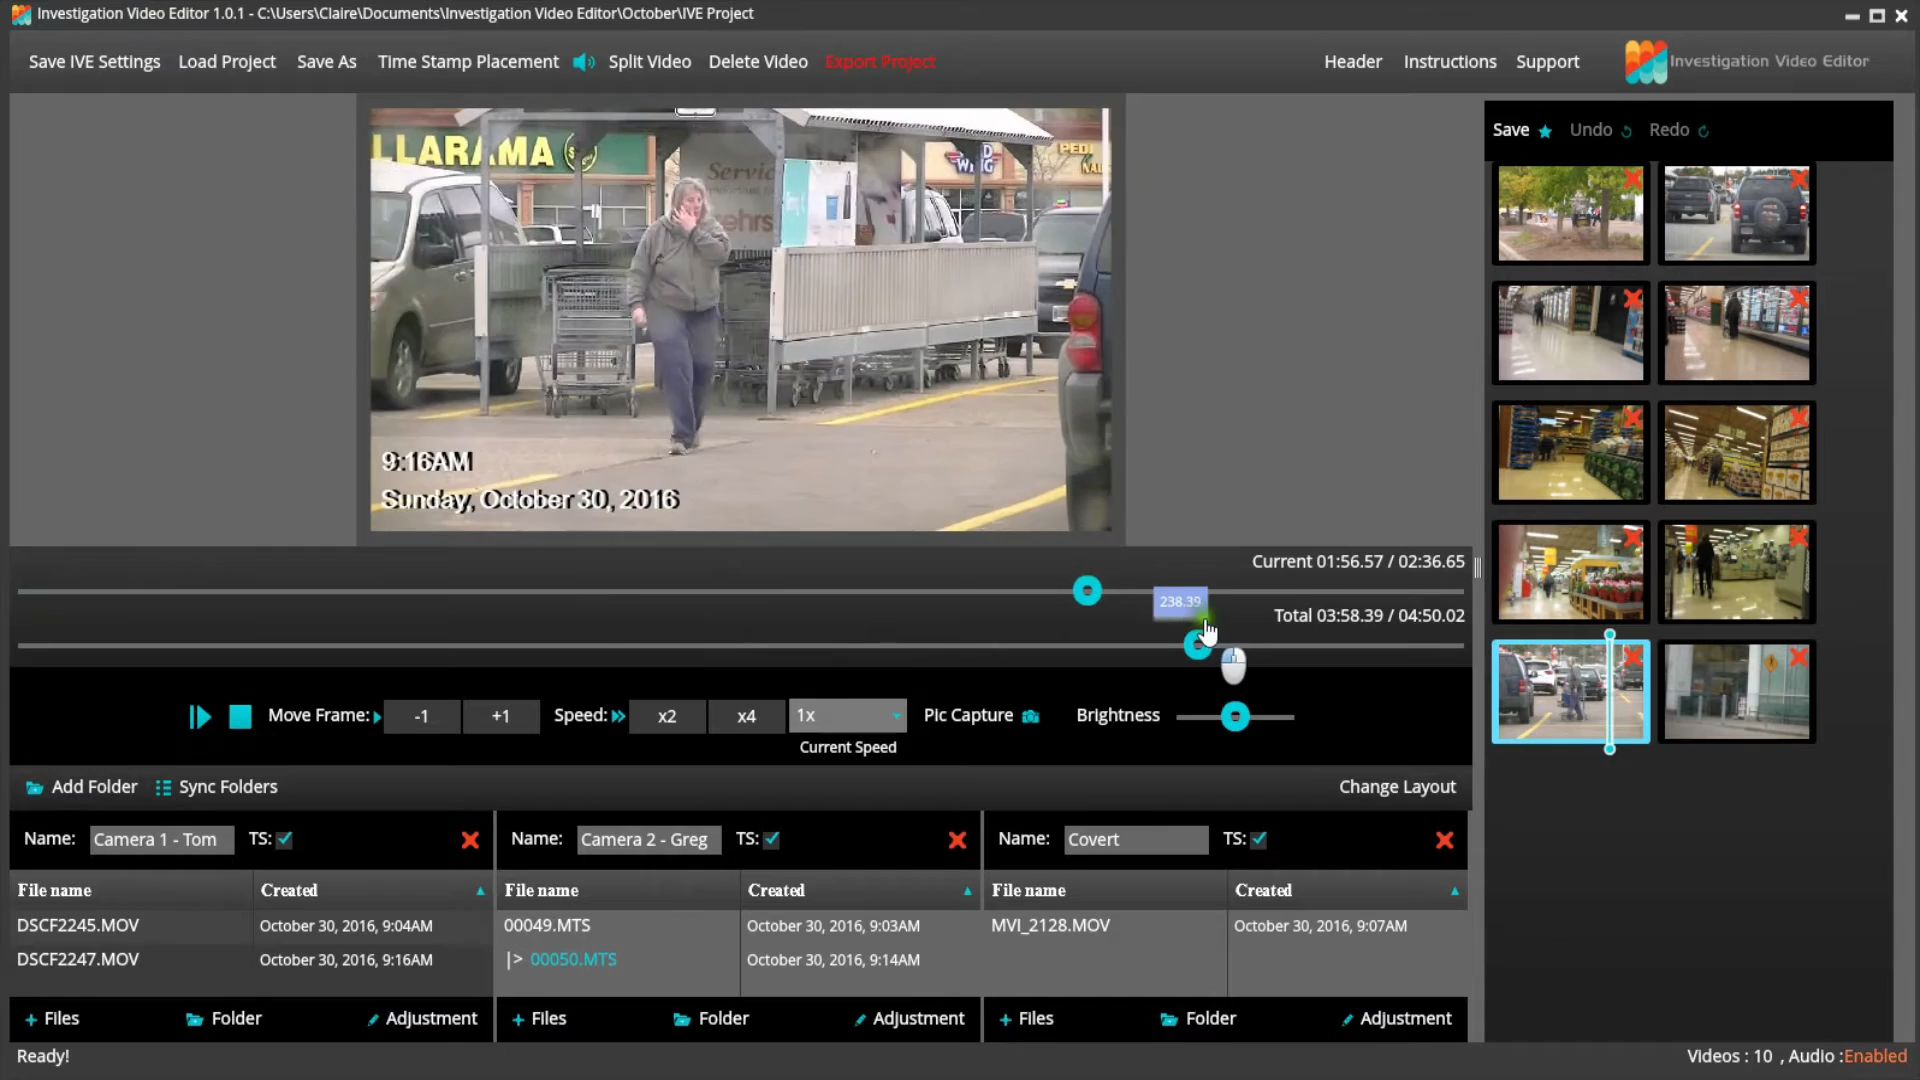 Investigation Video Editor 1.0.1 - C:\Users\Claire\Documents\Investigation Video Editor\October\IVE Project
Save IVE Settings Load Project Save As Time Stamp Placement Split Video Delete Video Export Project Header Instructions Support Investigation Video Editor
Save Undo Redo
LLARAMA
WING
PEDI
Servic
9:16AM
Sunday, October 30, 2016
Current 01:56.57 / 02:36.65
238.39
Total 03:58.39 / 04:50.02
Move Frame: -1 +1 Speed: x2 x4 1x Pic Capture Brightness
Current Speed
Add Folder Sync Folders Change Layout
Name: Camera 1 - Tom TS: Name: Camera 2 - Greg TS: Name: Covert TS:
File name Created File name Created File name Created
DSCF2245.MOV October 30, 2016, 9:04AM 00049.MTS October 30, 2016, 9:03AM MVI_2128.MOV October 30, 2016, 9:07AM
DSCF2247.MOV October 30, 2016, 9:16AM |> 00050.MTS October 30, 2016, 9:14AM
+ Files Folder Adjustment + Files Folder Adjustment + Files Folder Adjustment
Ready! Videos : 10 , Audio :Enabled